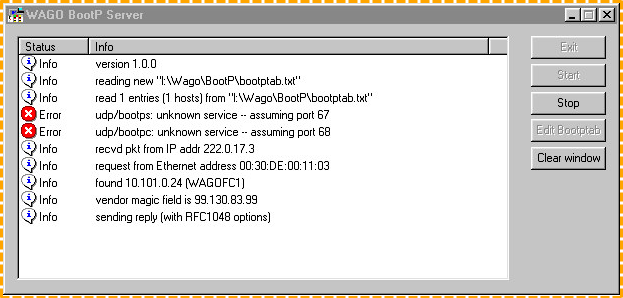 WAGO BootP Server
Status Info
Info version 1.0.0
Info reading new "I:\Wago\BootP\bootptab.txt"
Info read 1 entries (1 hosts) from "I:\Wago\BootP\bootptab.txt"
Error udp/bootps: unknown service -- assuming port 67
Error udp/bootpc: unknown service -- assuming port 68
Info recvd pkt from IP addr 222.0.17.3
Info request from Ethernet address 00:30:DE:00:11:03
Info found 10.101.0.24 (WAGOFC1)
Info vendor magic field is 99.130.83.99
Info sending reply (with RFC1048 options)
Exit
Start
Stop
Edit Bootptab
Clear window